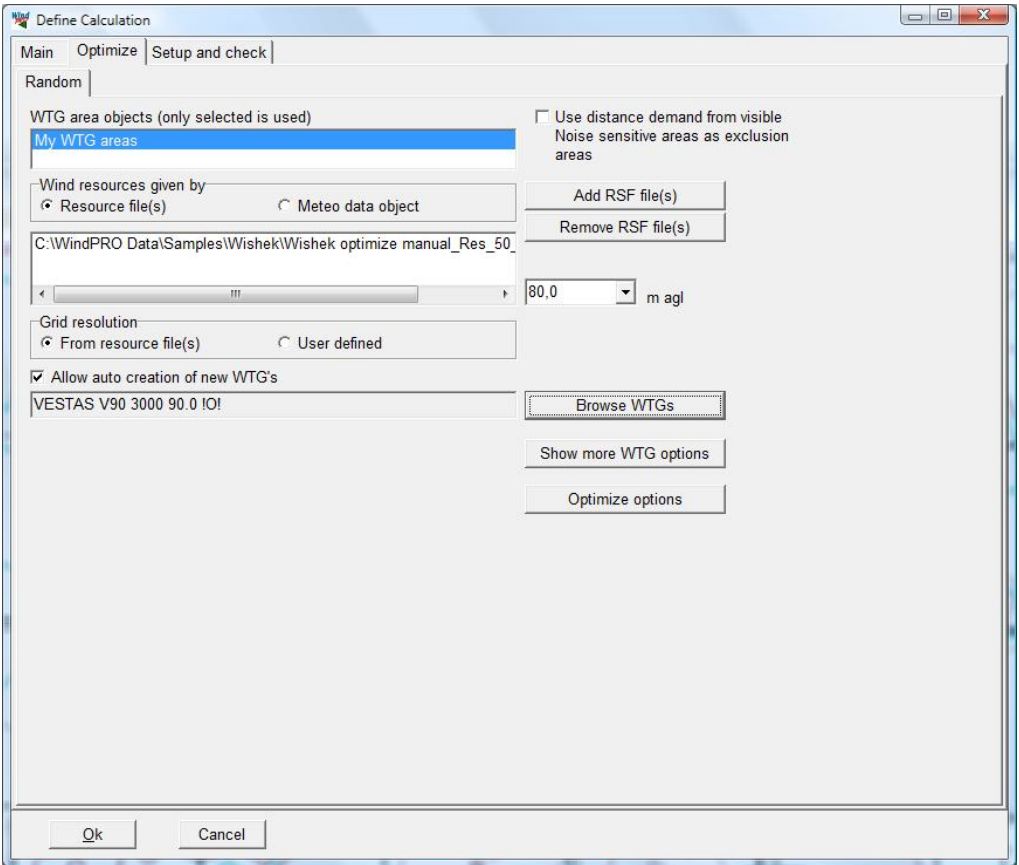 Define Calculation
Main Optimize Setup and check
Random
WTG area objects (only selected is used)
My WTG areas
Use distance demand from visible
Noise sensitive areas as exclusion
areas
Wind resources given by
Resource file(s) Meteo data object
Add RSF file(s)
Remove RSF file(s)
C:\WindPRO Data\Samples\Wishek\Wishek optimize manual_Res_50_
80,0 m agl
Grid resolution
From resource file(s) User defined
Allow auto creation of new WTG's
VESTAS V90 3000 90.0 !O! Browse WTGs
Show more WTG options
Optimize options
Ok Cancel